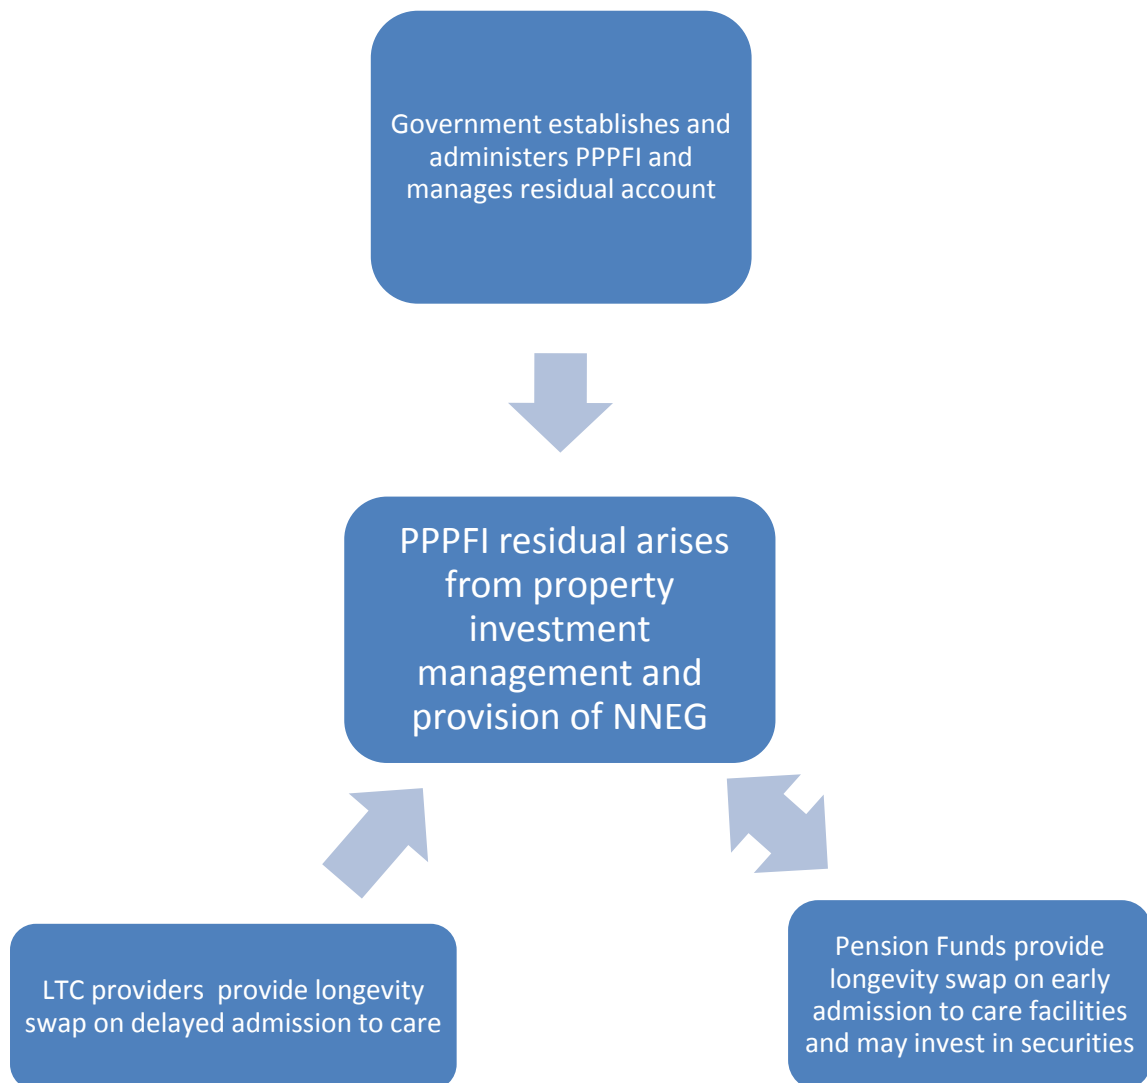 Government establishes and
administers PPPFI and
manages residual account
PPPFI residual arises
from property
investment
management and
provision of NNEG
LTC providers provide longevity
swap on delayed admission to care
Pension Funds provide
longevity swap on early
admission to care facilities
and may invest in securities